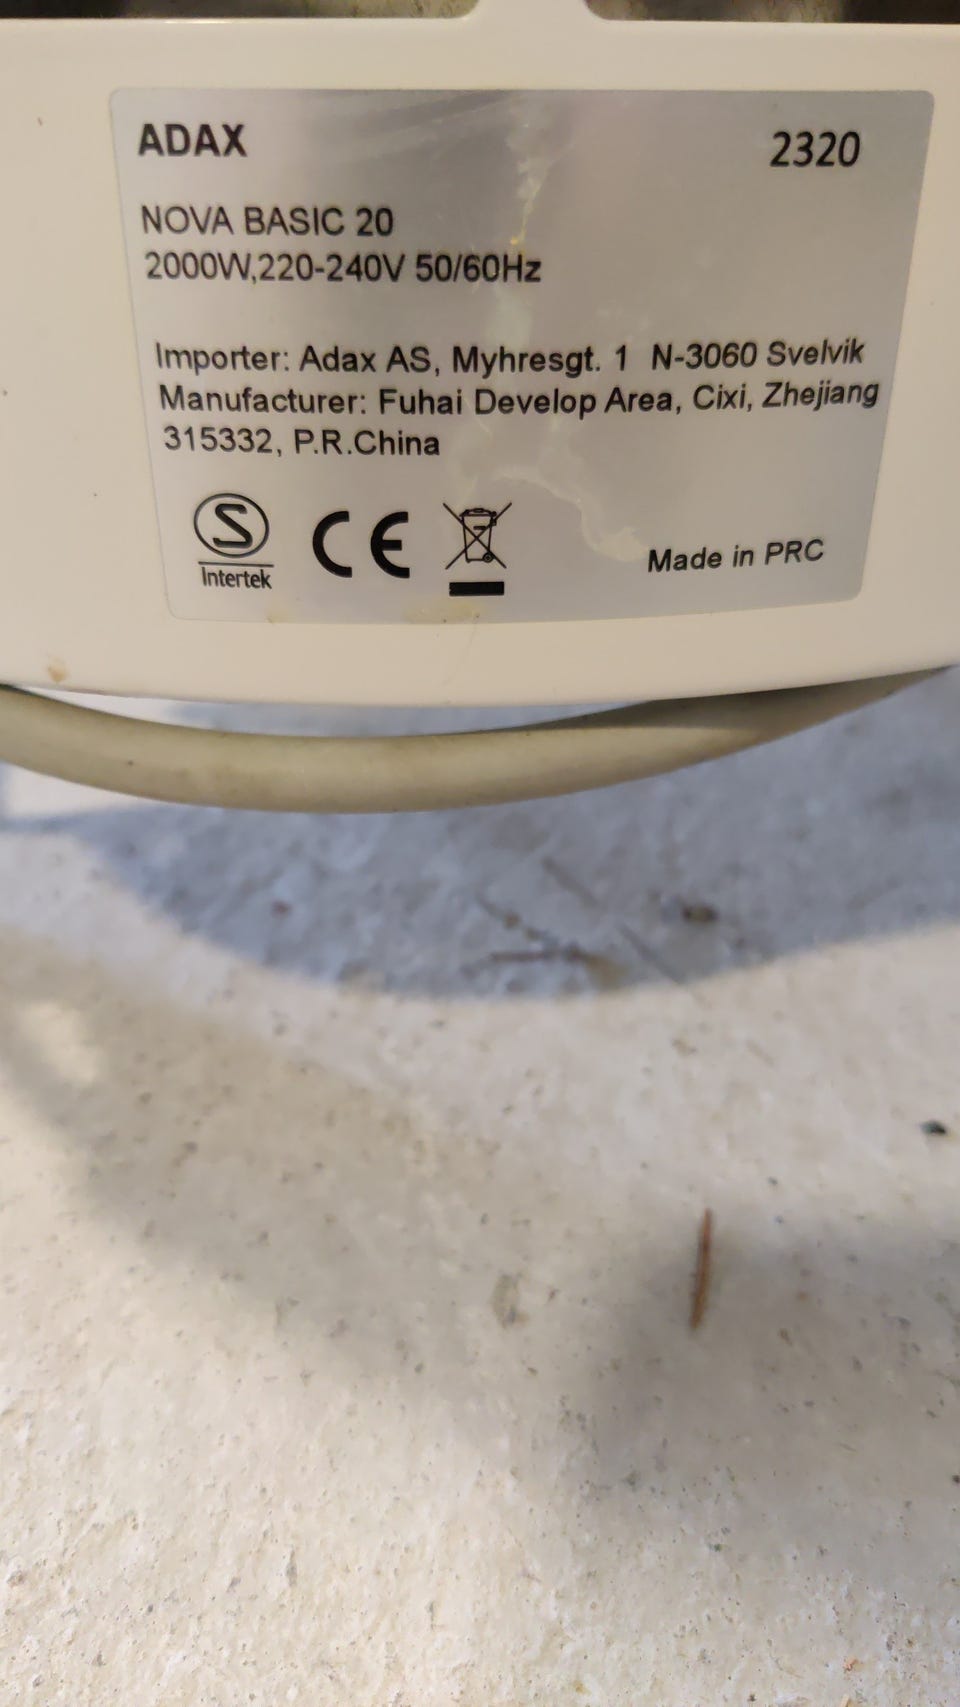 ADAX 2320
NOVA BASIC 20
2000W,220-240V 50/60Hz
Importer: Adax AS, Myhresgt. 1 N-3060 Svelvik
Manufacturer: Fuhai Develop Area, Cixi, Zhejiang
315332, P.R.China
S
Intertek
CE
Made in PRC